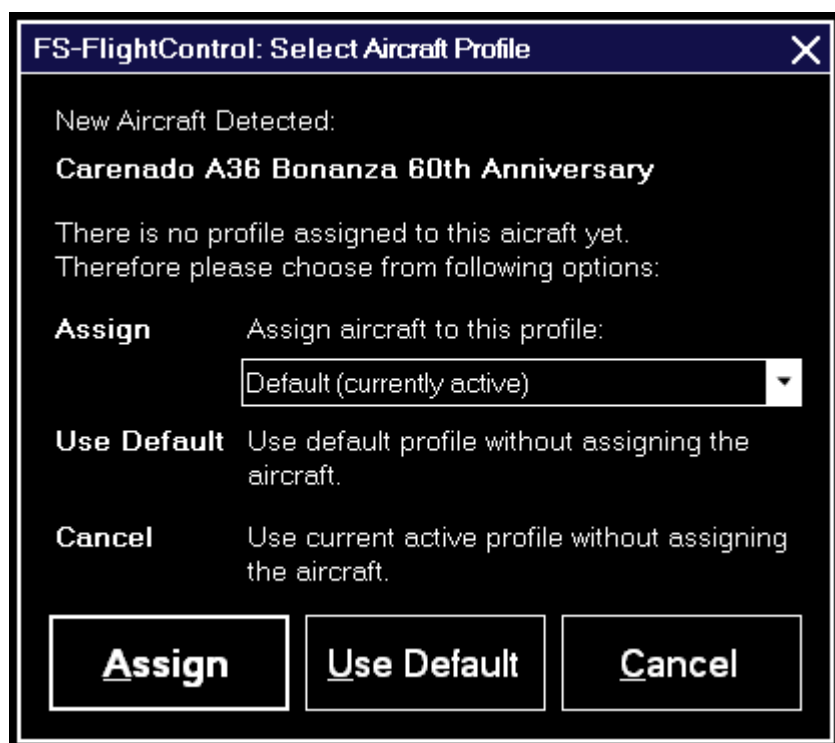 FS-FlightControl: Select Aircraft Profile
New Aircraft Detected:
Carenado A36 Bonanza 60th Anniversary
There is no profile assigned to this aicraft yet.
Therefore please choose from following options:
Assign
Assign aircraft to this profile:
Default (currently active)
Use Default
Use default profile without assigning the
aircraft.
Cancel
Use current active profile without assigning
the aircraft.
Assign
Use Default
Cancel